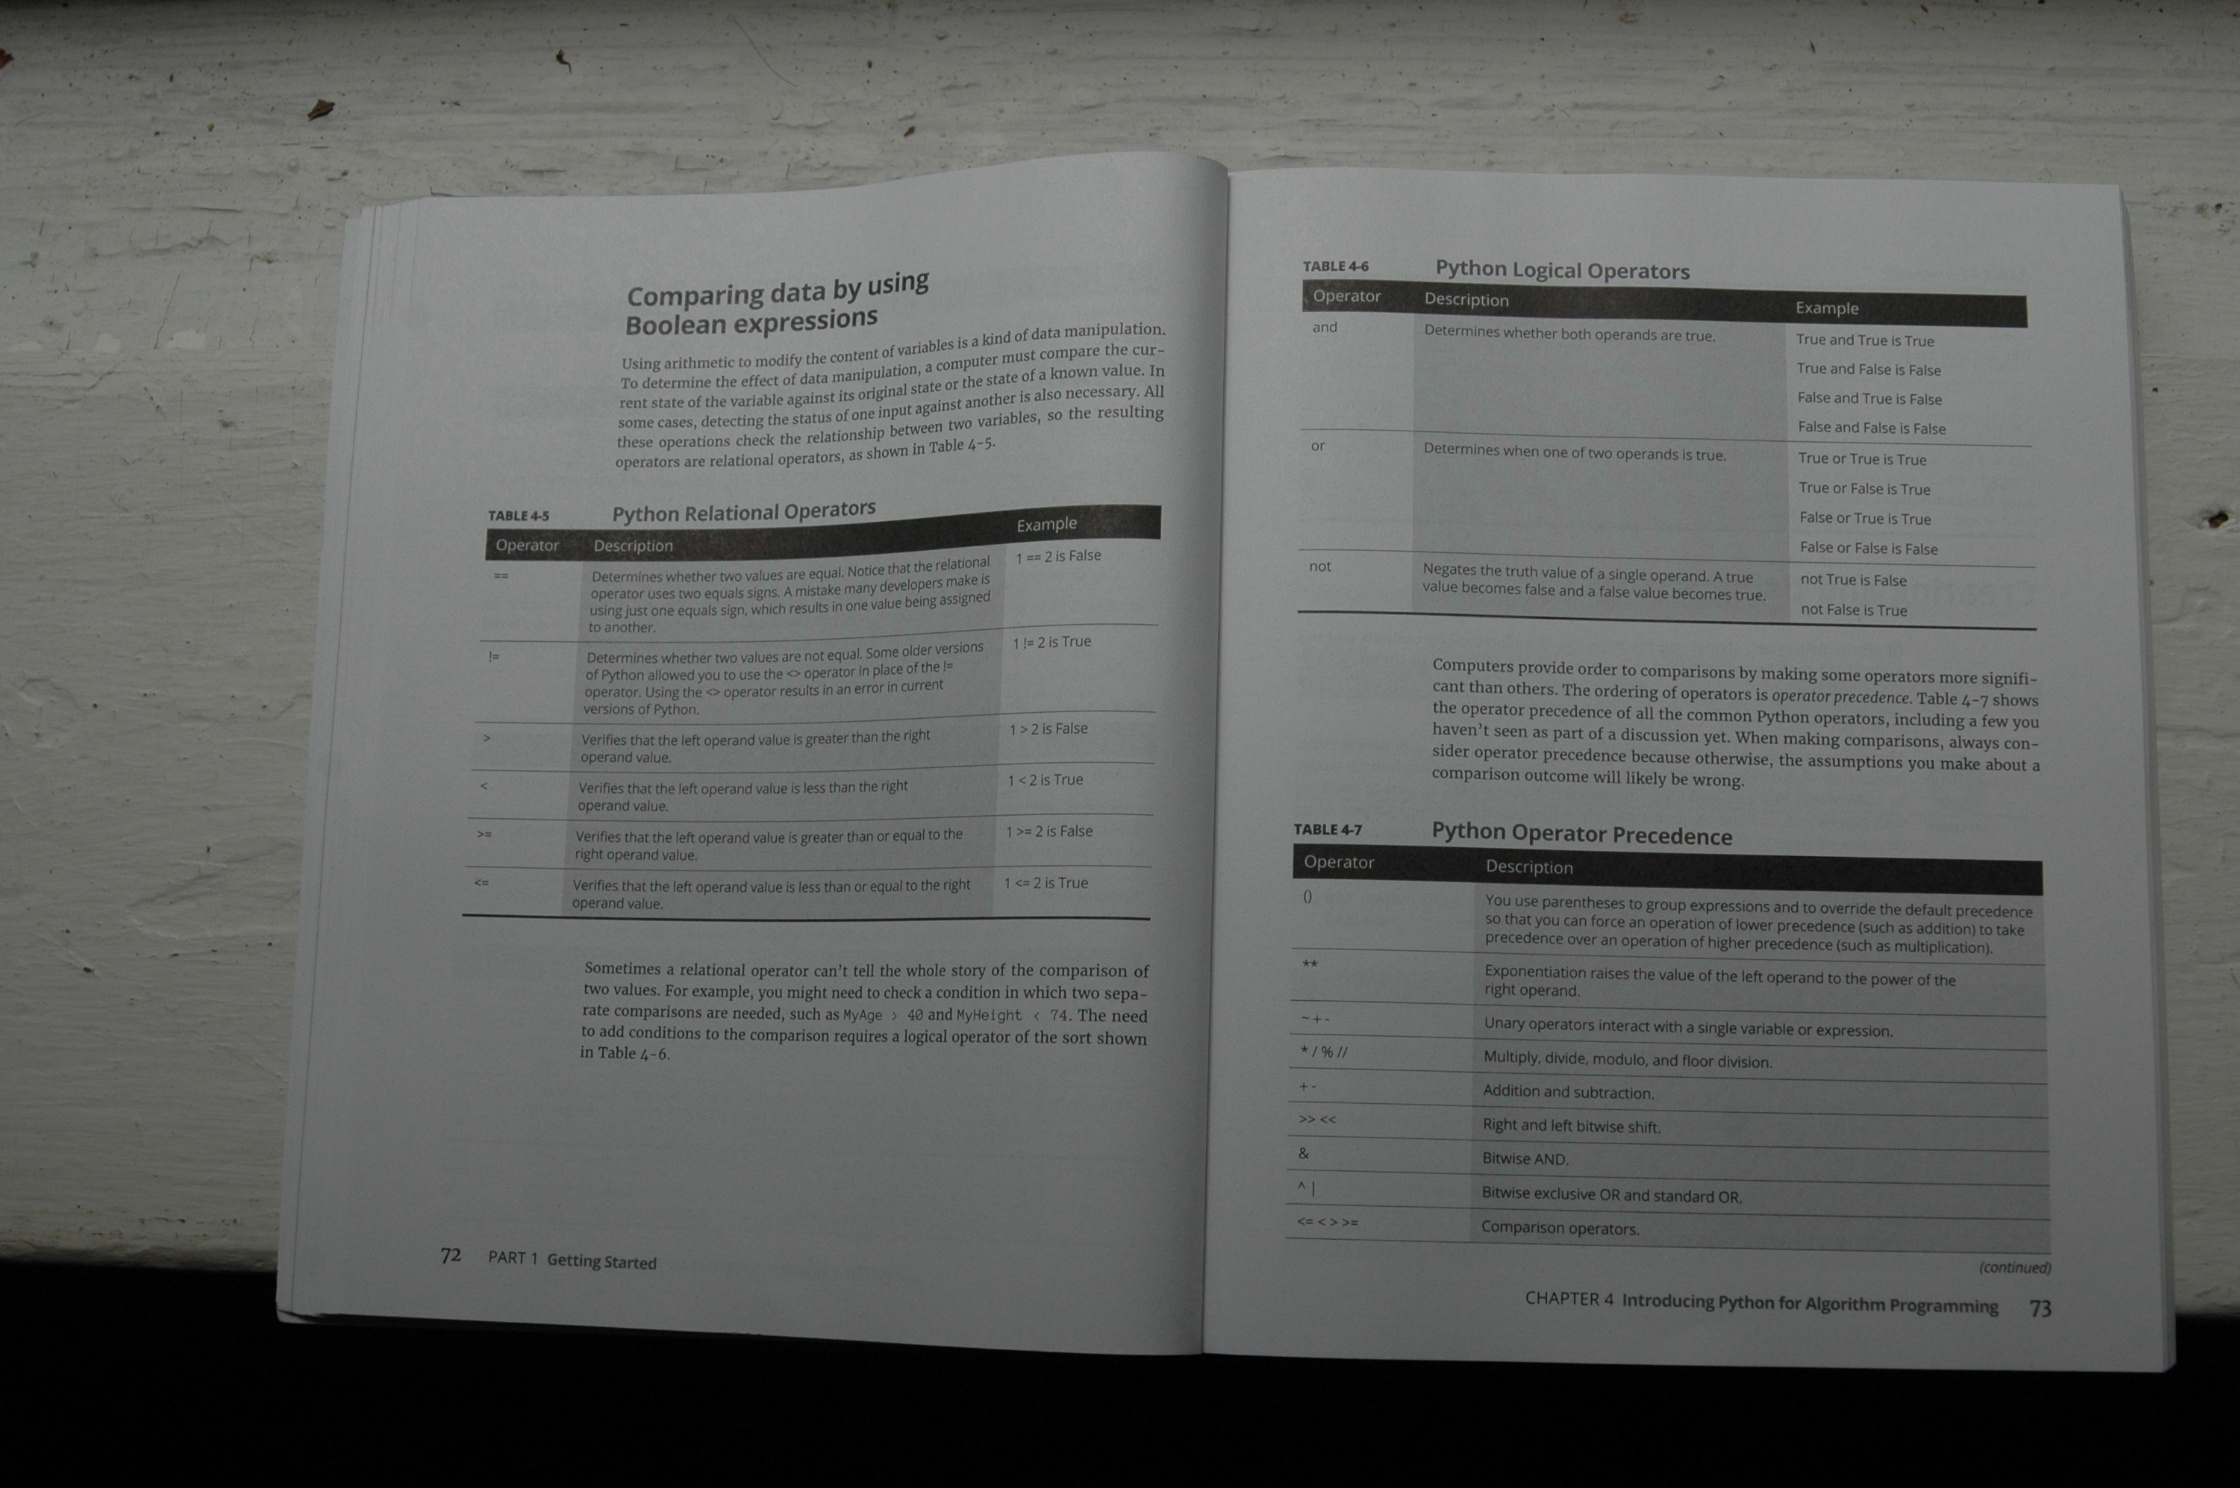 Comparing data by using
Boolean expressions
Using arithmetic to modify the content of variables is a kind of data manipulation.
To determine the effect of data manipulation, a computer must compare the cur-
rent state of the variable against its original state or the state of a known value. In
some cases, detecting the status of one input against another is also necessary. All
these operations check the relationship between two variables, so the resulting
operators are relational operators, as shown in Table 4-5.
TABLE 4-5 Python Relational Operators
Operator Description Example
== Determines whether two values are equal. Notice that the relational 1 == 2 is False
operator uses two equals signs. A mistake many developers make is
using just one equals sign, which results in one value being assigned
to another.
!= Determines whether two values are not equal. Some older versions 1 != 2 is True
of Python allowed you to use the <> operator in place of the !=
operator. Using the <> operator results in an error in current
versions of Python.
> Verifies that the left operand value is greater than the right 1 > 2 is False
operand value.
< Verifies that the left operand value is less than the right 1 < 2 is True
operand value.
>= Verifies that the left operand value is greater than or equal to the 1 >= 2 is False
right operand value.
<= Verifies that the left operand value is less than or equal to the right 1 <= 2 is True
operand value.
Sometimes a relational operator can't tell the whole story of the comparison of
two values. For example, you might need to check a condition in which two sepa-
rate comparisons are needed, such as MyAge > 40 and MyHeight < 74. The need
to add conditions to the comparison requires a logical operator of the sort shown
in Table 4-6.
72 PART 1 Getting Started
TABLE 4-6 Python Logical Operators
Operator Description Example
and Determines whether both operands are true. True and True is True
True and False is False
False and True is False
False and False is False
or Determines when one of two operands is true. True or True is True
True or False is True
False or True is True
False or False is False
not Negates the truth value of a single operand. A true not True is False
value becomes false and a false value becomes true.
not False is True
Computers provide order to comparisons by making some operators more signifi-
cant than others. The ordering of operators is operator precedence. Table 4-7 shows
the operator precedence of all the common Python operators, including a few you
haven't seen as part of a discussion yet. When making comparisons, always con-
sider operator precedence because otherwise, the assumptions you make about a
comparison outcome will likely be wrong.
TABLE 4-7 Python Operator Precedence
Operator Description
() You use parentheses to group expressions and to override the default precedence
so that you can force an operation of lower precedence (such as addition) to take
precedence over an operation of higher precedence (such as multiplication).
** Exponentiation raises the value of the left operand to the power of the
right operand.
~ + - Unary operators interact with a single variable or expression.
* / % // Multiply, divide, modulo, and floor division.
+ - Addition and subtraction.
>> << Right and left bitwise shift.
& Bitwise AND.
^ | Bitwise exclusive OR and standard OR.
<= < > >= Comparison operators.
(continued)
CHAPTER 4 Introducing Python for Algorithm Programming 73